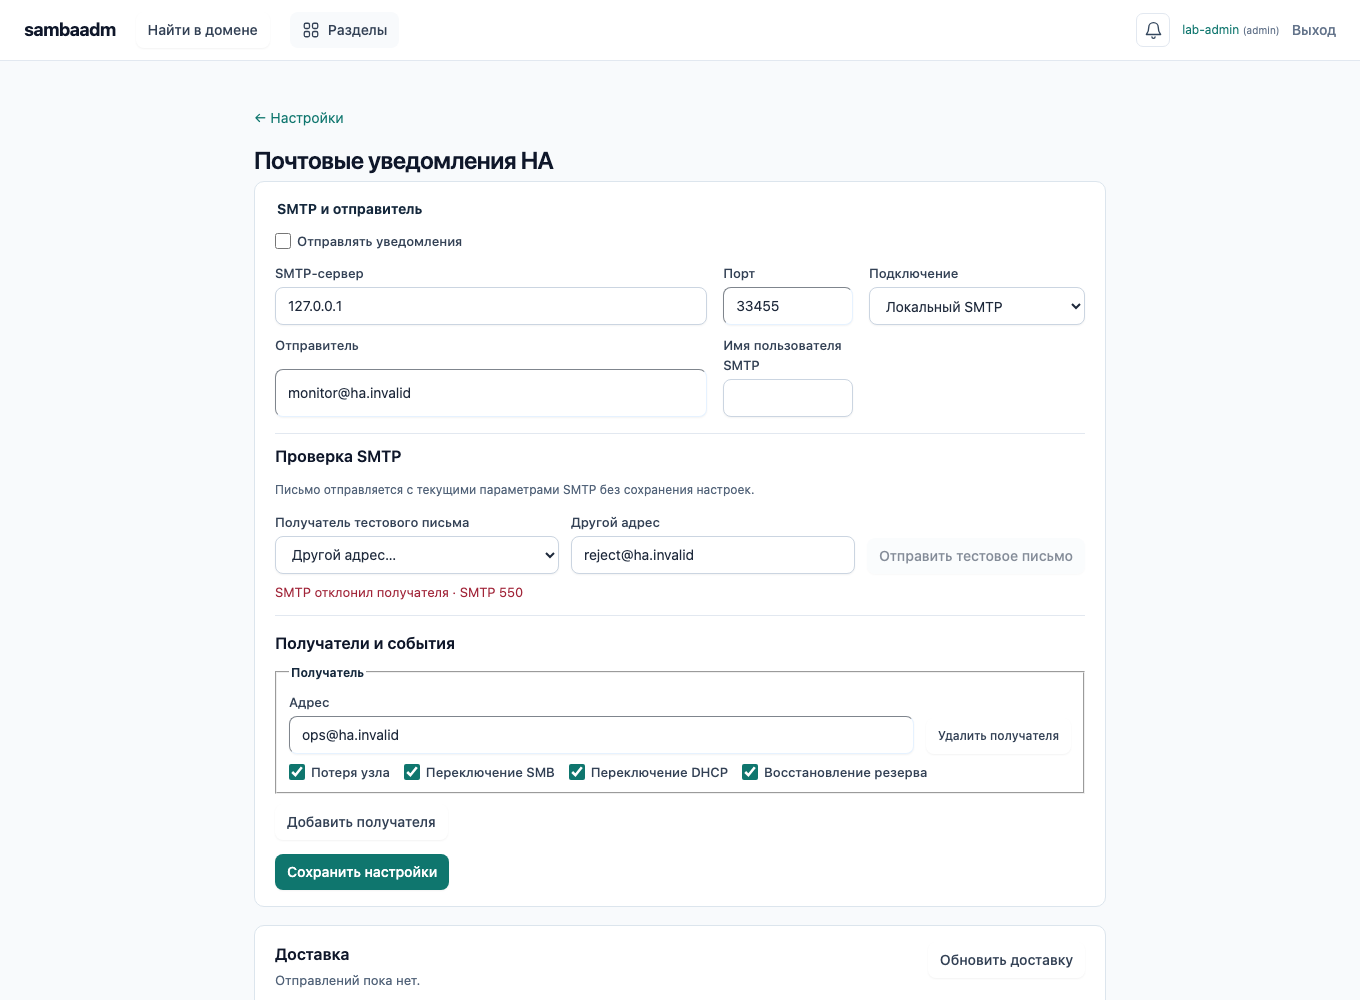 sambaadm
Найти в домене
Разделы
lab-admin (admin)
Выход
← Настройки
Почтовые уведомления HA
SMTP и отправитель
Отправлять уведомления
SMTP-сервер
Порт
Подключение
127.0.0.1
33455
Локальный SMTP
Отправитель
Имя пользователя
SMTP
monitor@ha.invalid
Проверка SMTP
Письмо отправляется с текущими параметрами SMTP без сохранения настроек.
Получатель тестового письма
Другой адрес
Другой адрес...
reject@ha.invalid
Отправить тестовое письмо
SMTP отклонил получателя · SMTP 550
Получатели и события
Получатель
Адрес
ops@ha.invalid
Удалить получателя
Потеря узла
Переключение SMB
Переключение DHCP
Восстановление резерва
Добавить получателя
Сохранить настройки
Доставка
Обновить доставку
Отправлений пока нет.